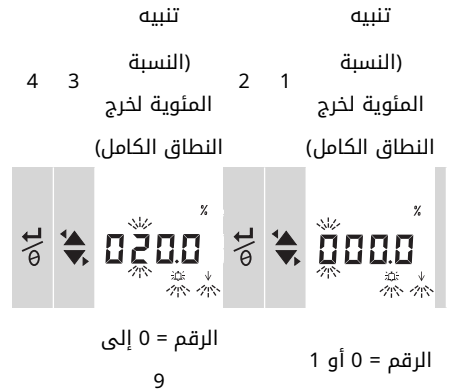 تنبيه
(النسبة
المئوية لخرج
النطاق الكامل)
1
2
تنبيه
(النسبة
المئوية لخرج
النطاق الكامل)
3
4
%
000.0
%
020.0
الرقم = 0 أو 1
الرقم = 0 إلى
9